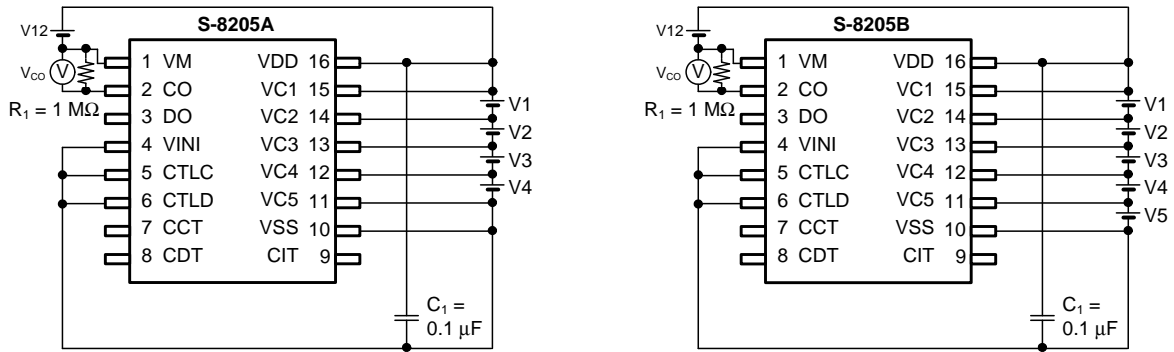 S-8205A
V12
V
V_CO
R₁ = 1 MΩ
1 VM
2 CO
3 DO
4 VINI
5 CTLC
6 CTLD
7 CCT
8 CDT
VDD 16
VC1 15
VC2 14
VC3 13
VC4 12
VC5 11
VSS 10
CIT 9
V1
V2
V3
V4
C₁ =
0.1 μF
S-8205B
V12
V
V_CO
R₁ = 1 MΩ
1 VM
2 CO
3 DO
4 VINI
5 CTLC
6 CTLD
7 CCT
8 CDT
VDD 16
VC1 15
VC2 14
VC3 13
VC4 12
VC5 11
VSS 10
CIT 9
V1
V2
V3
V4
V5
C₁ =
0.1 μF